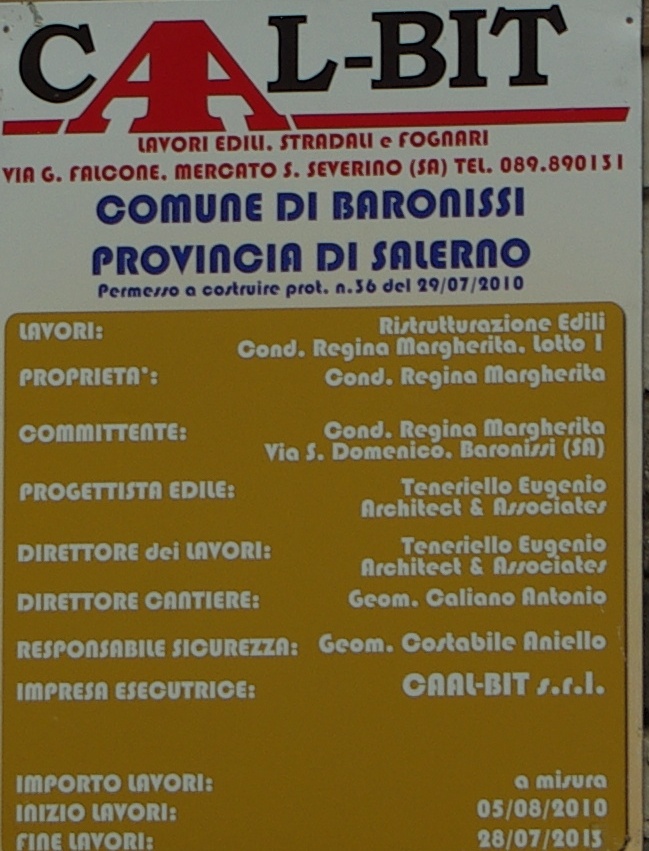 CAAL-BIT
LAVORI EDILI. STRADALI e FOGNARI
VIA G. FALCONE. MERCATO S. SEVERINO (SA) TEL. 089.890131
COMUNE DI BARONISSI
PROVINCIA DI SALERNO
Permesso a costruire prot. n.36 del 29/07/2010
LAVORI: Ristrutturazione Edili
Cond. Regina Margherita. Lotto 1
PROPRIETA': Cond. Regina Margherita
COMMITTENTE: Cond. Regina Margherita
Via S. Domenico. Baronissi (SA)
PROGETTISTA EDILE: Teneriello Eugenio
Architect & Associates
DIRETTORE dei LAVORI: Teneriello Eugenio
Architect & Associates
DIRETTORE CANTIERE: Geom. Caliano Antonio
RESPONSABILE SICUREZZA: Geom. Costabile Aniello
IMPRESA ESECUTRICE: CAAL-BIT s.r.l.
IMPORTO LAVORI: a misura
INIZIO LAVORI: 05/08/2010
FINE LAVORI: 28/07/2013